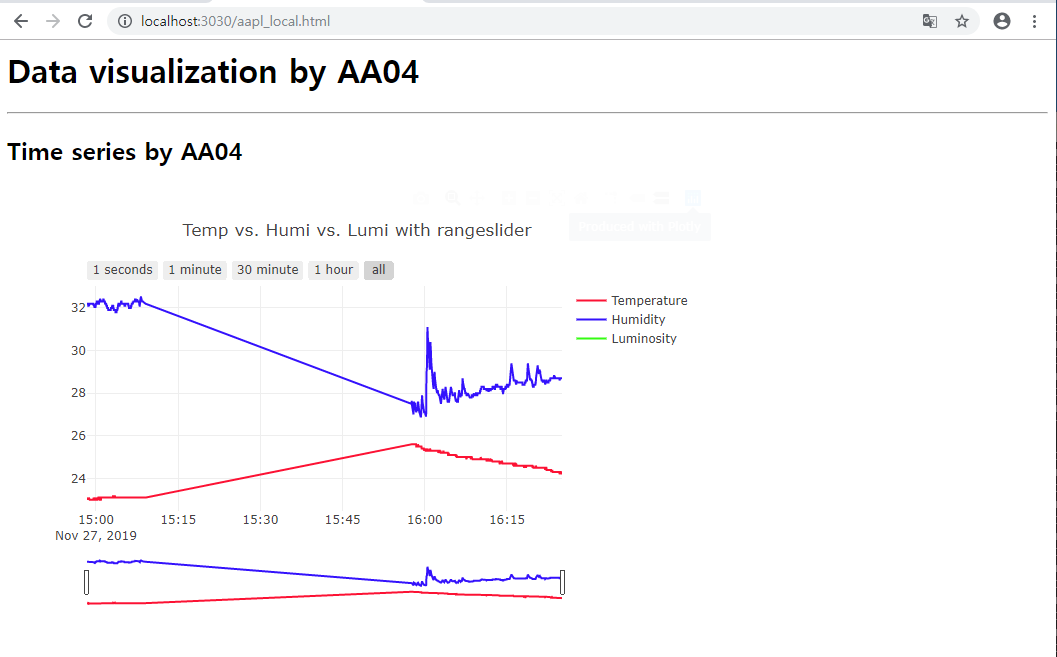 localhost:3030/aapl_local.html
Data visualization by AA04
Time series by AA04
Produced with Plotly
Temp vs. Humi vs. Lumi with rangeslider
1 seconds 1 minute 30 minute 1 hour all
32
30
28
26
24
Temperature
Humidity
Luminosity
15:00 15:15 15:30 15:45 16:00 16:15
Nov 27, 2019